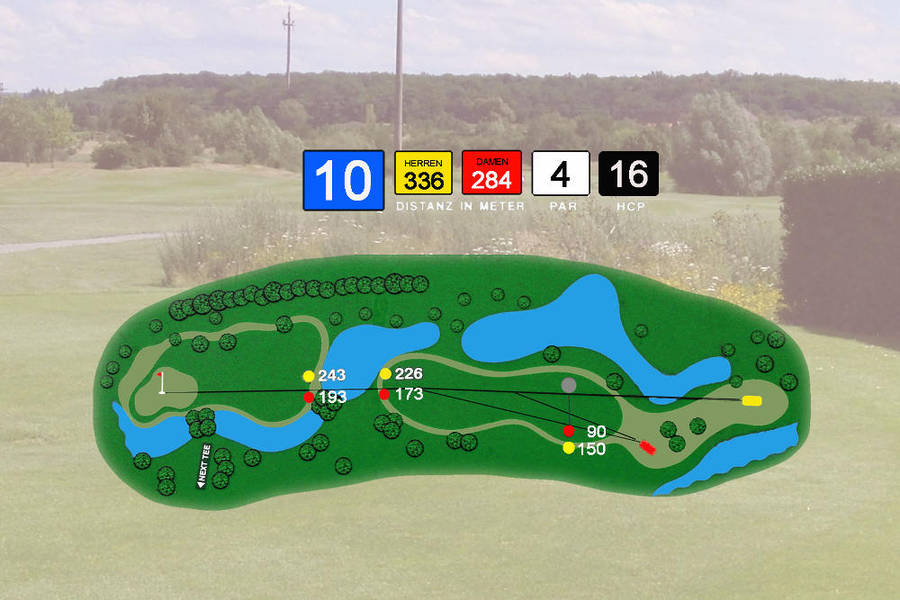 10
HERREN
336
DAMEN
284
4
16
DISTANZ IN METER
PAR
HCP
243
193
226
173
90
150
NEXT TEE